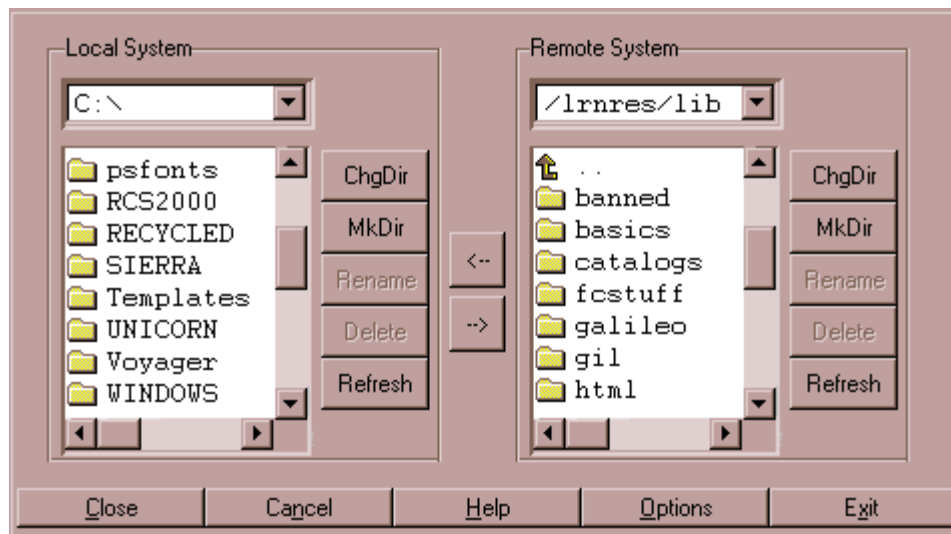 Local System
C:\
psfonts
RCS2000
RECYCLED
SIERRA
Templates
UNICORN
Voyager
WINDOWS
ChgDir
MkDir
Rename
Delete
Refresh
<--
-->
Remote System
/lrnres/lib
..
banned
basics
catalogs
fcstuff
galileo
gil
html
ChgDir
MkDir
Rename
Delete
Refresh
Close
Cancel
Help
Options
Exit